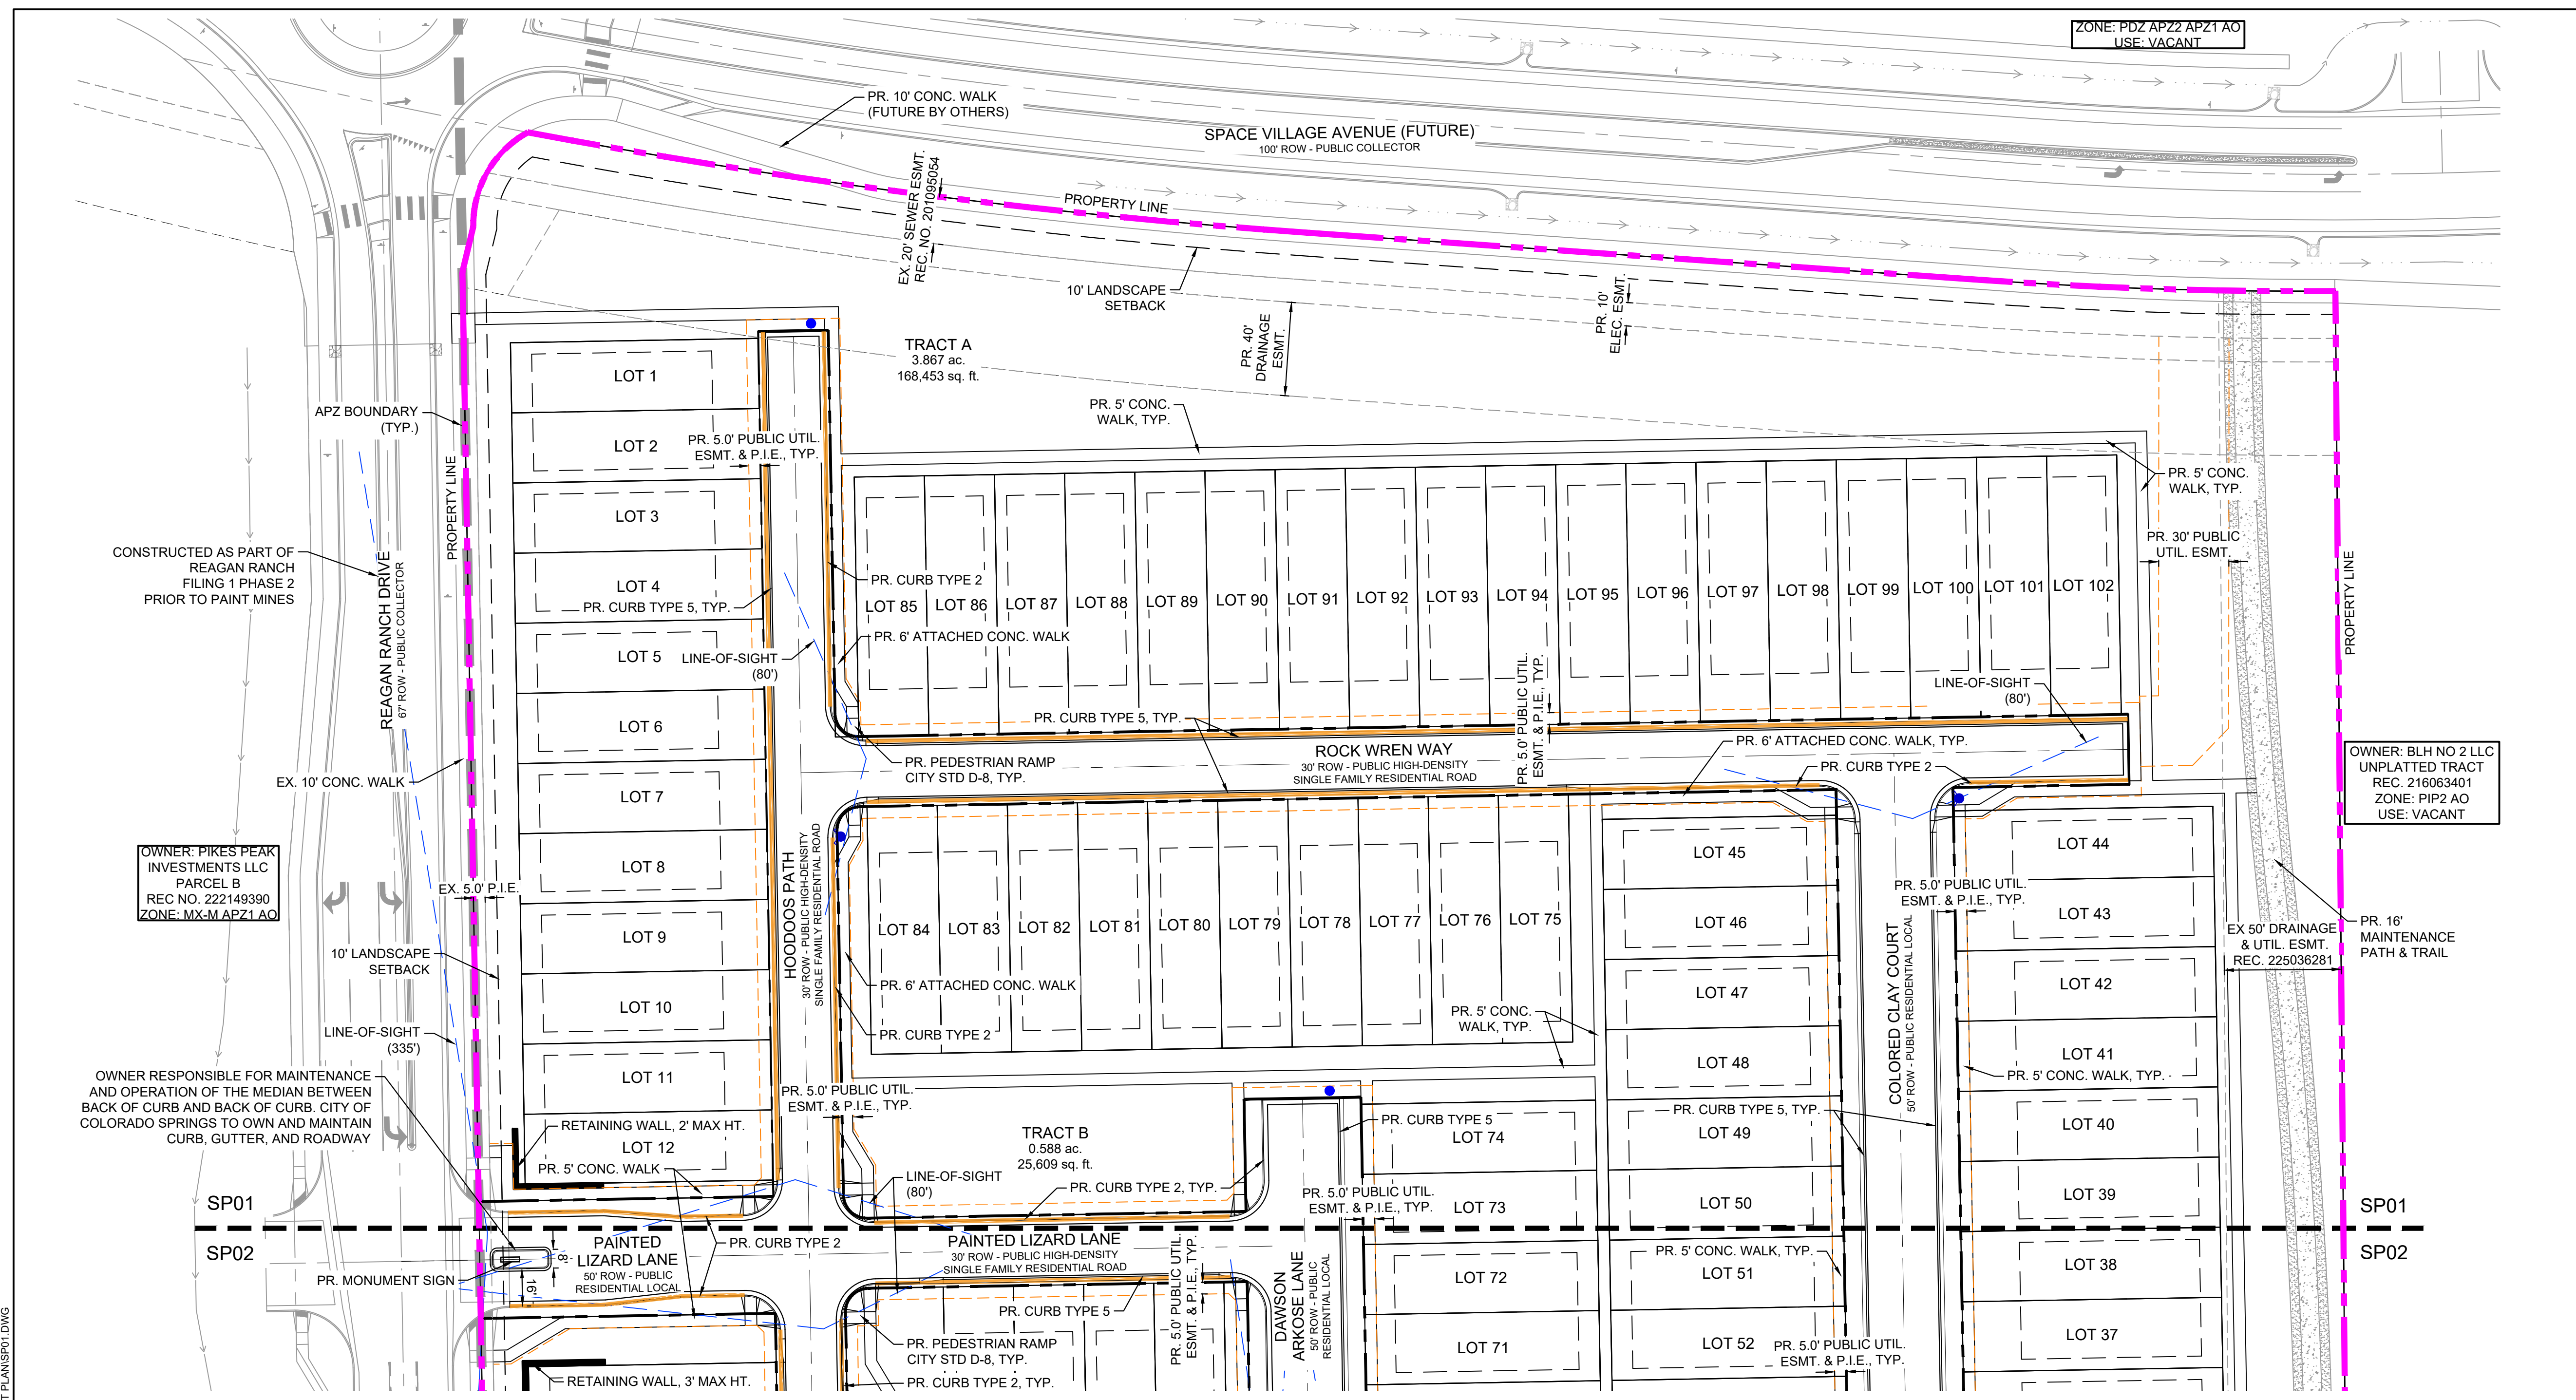 ZONE: PDZ APZ2 APZ1 AO
USE: VACANT
PR. 10' CONC. WALK
(FUTURE BY OTHERS)
SPACE VILLAGE AVENUE (FUTURE)
100' ROW - PUBLIC COLLECTOR
EX. 20' SEWER ESMT.
REC. NO. 201095054
PROPERTY LINE
10' LANDSCAPE
SETBACK
PR. 40'
DRAINAGE
ESMT.
PR. 10'
ELEC. ESMT.
TRACT A
3.867 ac.
168,453 sq. ft.
APZ BOUNDARY
(TYP.)
PROPERTY LINE
PR. 5.0' PUBLIC UTIL.
ESMT. & P.I.E., TYP.
PR. 5' CONC.
WALK, TYP.
PR. 5' CONC.
WALK, TYP.
PR. 30' PUBLIC
UTIL. ESMT.
PROPERTY LINE
LOT 1
LOT 2
LOT 3
LOT 4
LOT 5
LOT 6
LOT 7
LOT 8
LOT 9
LOT 10
LOT 11
LOT 12
CONSTRUCTED AS PART OF
REAGAN RANCH
FILING 1 PHASE 2
PRIOR TO PAINT MINES
REAGAN RANCH DRIVE
67' ROW - PUBLIC COLLECTOR
PR. CURB TYPE 5, TYP.
PR. CURB TYPE 2
PR. 6' ATTACHED CONC. WALK
LINE-OF-SIGHT
(80')
LOT 85
LOT 86
LOT 87
LOT 88
LOT 89
LOT 90
LOT 91
LOT 92
LOT 93
LOT 94
LOT 95
LOT 96
LOT 97
LOT 98
LOT 99
LOT 100
LOT 101
LOT 102
PR. 5.0' PUBLIC UTIL.
ESMT. & P.I.E., TYP.
LINE-OF-SIGHT
(80')
PR. CURB TYPE 5, TYP.
PR. PEDESTRIAN RAMP
CITY STD D-8, TYP.
ROCK WREN WAY
30' ROW - PUBLIC HIGH-DENSITY
SINGLE FAMILY RESIDENTIAL ROAD
PR. 6' ATTACHED CONC. WALK, TYP.
PR. CURB TYPE 2
OWNER: BLH NO 2 LLC
UNPLATTED TRACT
REC. 216063401
ZONE: PIP2 AO
USE: VACANT
EX. 10' CONC. WALK
OWNER: PIKES PEAK
INVESTMENTS LLC
PARCEL B
REC NO. 222149390
ZONE: MX-M APZ1 AO
EX. 5.0' P.I.E.
10' LANDSCAPE
SETBACK
HOODOOS PATH
30' ROW - PUBLIC HIGH-DENSITY
SINGLE FAMILY RESIDENTIAL ROAD
LOT 84
LOT 83
LOT 82
LOT 81
LOT 80
LOT 79
LOT 78
LOT 77
LOT 76
LOT 75
PR. 6' ATTACHED CONC. WALK
PR. CURB TYPE 2
PR. 5' CONC.
WALK, TYP.
LOT 45
LOT 46
LOT 47
LOT 48
LOT 49
LOT 50
LOT 51
LOT 52
COLORED CLAY COURT
50' ROW - PUBLIC RESIDENTIAL LOCAL
PR. 5.0' PUBLIC UTIL.
ESMT. & P.I.E., TYP.
LOT 44
LOT 43
LOT 42
LOT 41
PR. 5' CONC. WALK, TYP.
LOT 40
LOT 39
LOT 38
LOT 37
EX 50' DRAINAGE
& UTIL. ESMT.
REC. 225036281
PR. 16'
MAINTENANCE
PATH & TRAIL
LINE-OF-SIGHT
(335')
OWNER RESPONSIBLE FOR MAINTENANCE
AND OPERATION OF THE MEDIAN BETWEEN
BACK OF CURB AND BACK OF CURB. CITY OF
COLORADO SPRINGS TO OWN AND MAINTAIN
CURB, GUTTER, AND ROADWAY
RETAINING WALL, 2' MAX HT.
PR. 5' CONC. WALK
PR. 5.0' PUBLIC UTIL.
ESMT. & P.I.E., TYP.
TRACT B
0.588 ac.
25,609 sq. ft.
LINE-OF-SIGHT
(80')
PR. CURB TYPE 2, TYP.
PR. CURB TYPE 5
LOT 74
LOT 73
LOT 72
LOT 71
PR. CURB TYPE 5, TYP.
PR. 5.0' PUBLIC UTIL.
ESMT. & P.I.E., TYP.
SP01
SP02
SP01
SP02
PAINTED
LIZARD LANE
50' ROW - PUBLIC
RESIDENTIAL LOCAL
8'
16'
PR. MONUMENT SIGN
PR. CURB TYPE 2
PAINTED LIZARD LANE
30' ROW - PUBLIC HIGH-DENSITY
SINGLE FAMILY RESIDENTIAL ROAD
PR. CURB TYPE 5
PR. 5.0' PUBLIC UTIL.
ESMT. & P.I.E., TYP.
DAWSON
ARKOSE LANE
50' ROW - PUBLIC
RESIDENTIAL LOCAL
PR. 5' CONC. WALK, TYP.
PR. 5.0' PUBLIC UTIL.
ESMT. & P.I.E., TYP.
PR. PEDESTRIAN RAMP
CITY STD D-8, TYP.
PR. CURB TYPE 2, TYP.
RETAINING WALL, 3' MAX HT.
T PLAN\SP01.DWG